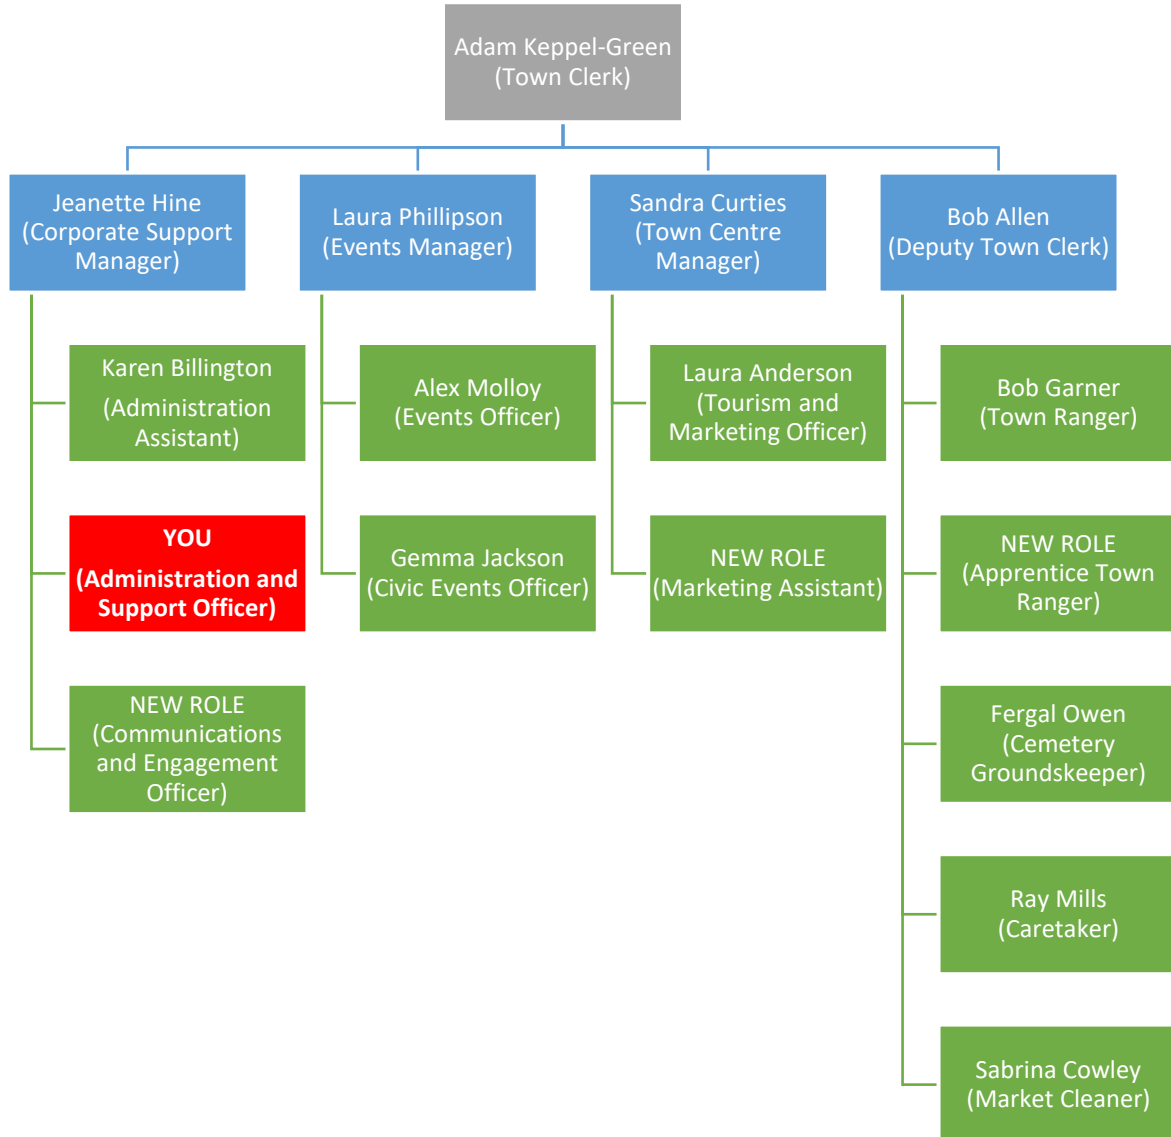 Adam Keppel-Green
(Town Clerk)
Jeanette Hine
(Corporate Support
Manager)
Laura Phillipson
(Events Manager)
Sandra Curties
(Town Centre
Manager)
Bob Allen
(Deputy Town Clerk)
Karen Billington
(Administration
Assistant)
YOU
(Administration and
Support Officer)
NEW ROLE
(Communications
and Engagement
Officer)
Alex Molloy
(Events Officer)
Gemma Jackson
(Civic Events Officer)
Laura Anderson
(Tourism and
Marketing Officer)
NEW ROLE
(Marketing Assistant)
Bob Garner
(Town Ranger)
NEW ROLE
(Apprentice Town
Ranger)
Fergal Owen
(Cemetery
Groundskeeper)
Ray Mills
(Caretaker)
Sabrina Cowley
(Market Cleaner)